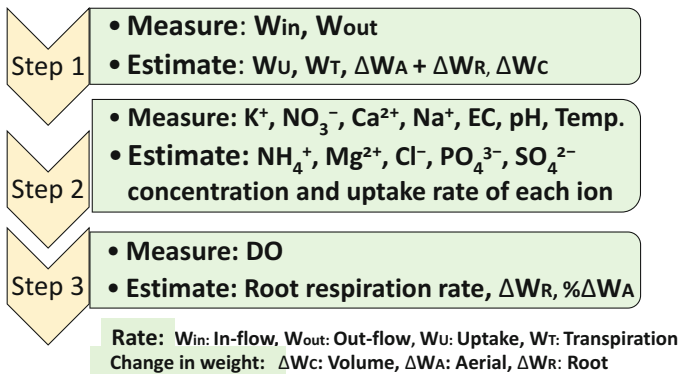 Step 1
• Measure: Win, Wout
• Estimate: WU, WT, ΔWA + ΔWR, ΔWC
Step 2
• Measure: K⁺, NO₃⁻, Ca²⁺, Na⁺, EC, pH, Temp.
• Estimate: NH₄⁺, Mg²⁺, Cl⁻, PO₄³⁻, SO₄²⁻
concentration and uptake rate of each ion
Step 3
• Measure: DO
• Estimate: Root respiration rate, ΔWR, %ΔWA
Rate: Win: In-flow, Wout: Out-flow, WU: Uptake, WT: Transpiration
Change in weight: ΔWC: Volume, ΔWA: Aerial, ΔWR: Root